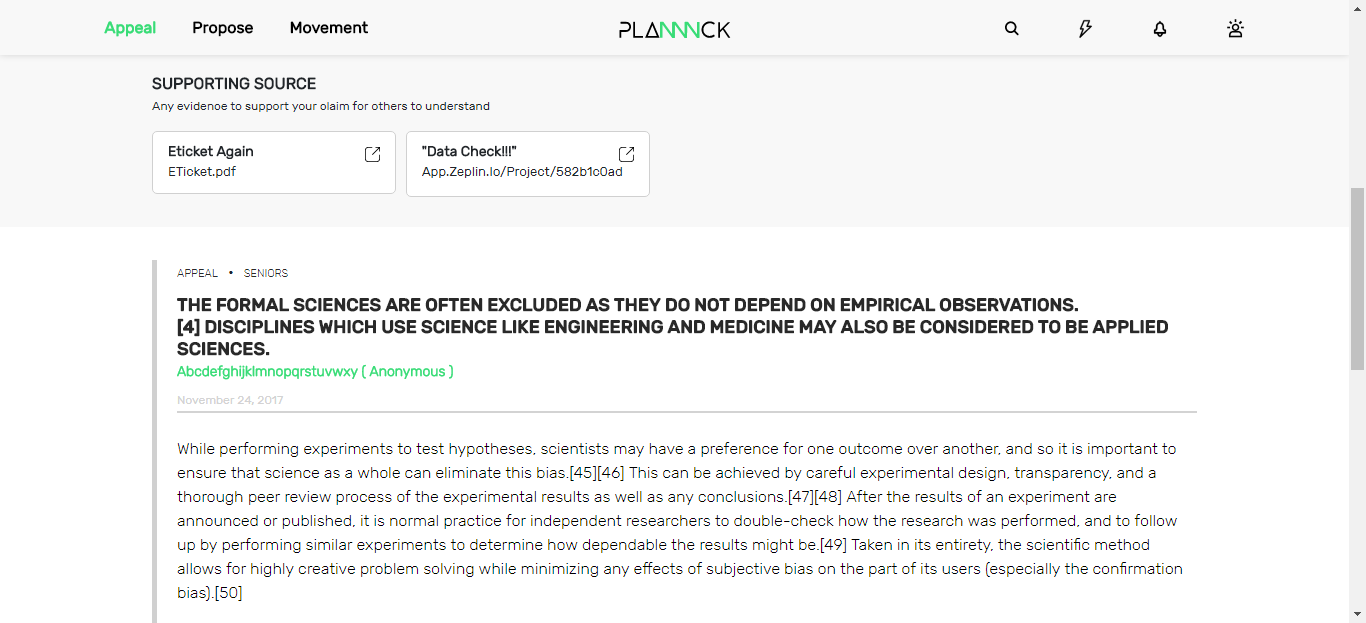 Appeal Propose Movement PLANNNCK
SUPPORTING SOURCE
Any evidence to support your olaim for others to understand
Eticket Again
ETicket.pdf
"Data Check!!!"
App.Zeplin.Io/Project/582b1c0ad
APPEAL • SENIORS
THE FORMAL SCIENCES ARE OFTEN EXCLUDED AS THEY DO NOT DEPEND ON EMPIRICAL OBSERVATIONS.
[4] DISCIPLINES WHICH USE SCIENCE LIKE ENGINEERING AND MEDICINE MAY ALSO BE CONSIDERED TO BE APPLIED
SCIENCES.
Abcdefghijklmnopqrstuvwxy ( Anonymous )
November 24, 2017
While performing experiments to test hypotheses, scientists may have a preference for one outcome over another, and so it is important to
ensure that science as a whole can eliminate this bias.[45][46] This can be achieved by careful experimental design, transparency, and a
thorough peer review process of the experimental results as well as any conclusions.[47][48] After the results of an experiment are
announced or published, it is normal practice for independent researchers to double-check how the research was performed, and to follow
up by performing similar experiments to determine how dependable the results might be.[49] Taken in its entirety, the scientific method
allows for highly creative problem solving while minimizing any effects of subjective bias on the part of its users (especially the confirmation
bias).[50]